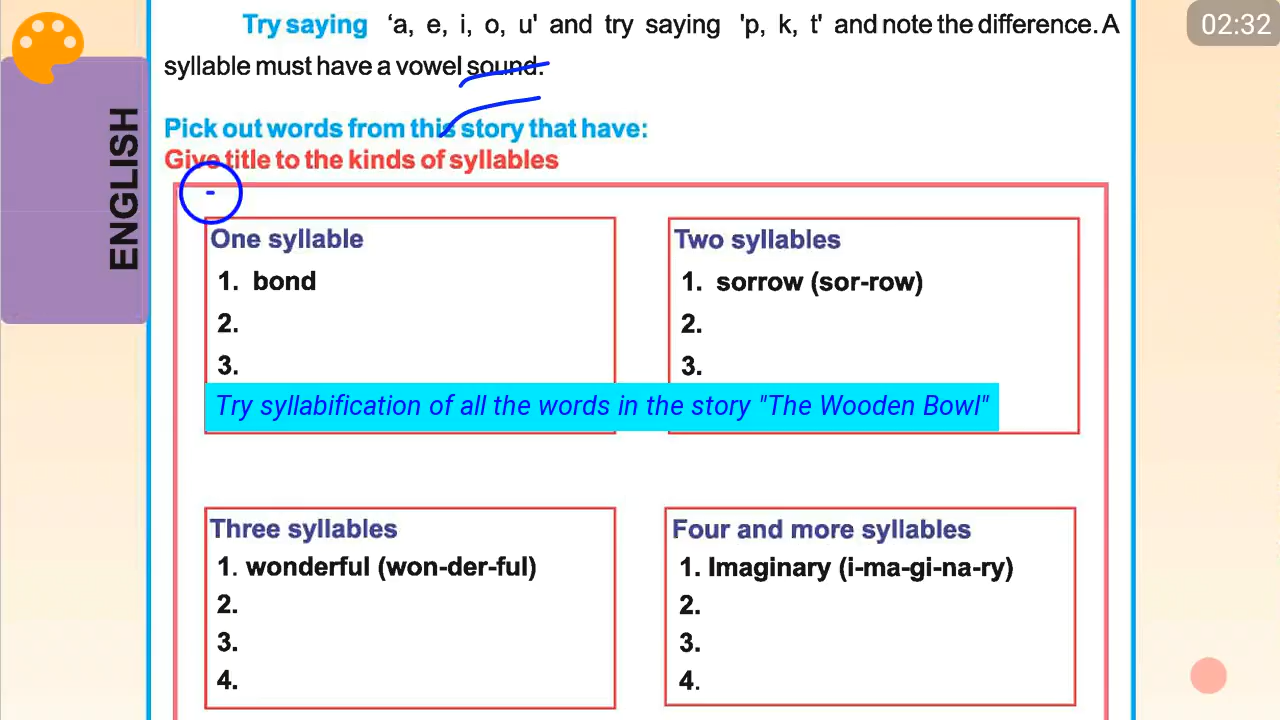 02:32
Try saying ‘a, e, i, o, u' and try saying 'p, k, t' and note the difference. A
syllable must have a vowel sound.
ENGLISH
Pick out words from this story that have:
Give title to the kinds of syllables
One syllable
1. bond
2.
3.
Two syllables
1. sorrow (sor-row)
2.
3.
Try syllabification of all the words in the story "The Wooden Bowl"
Three syllables
1. wonderful (won-der-ful)
2.
3.
4.
Four and more syllables
1. Imaginary (i-ma-gi-na-ry)
2.
3.
4.